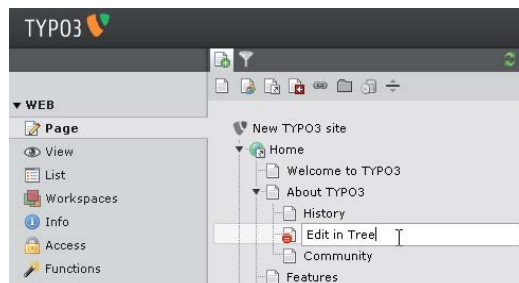 TYPO3
WEB
Page
View
List
Workspaces
Info
Access
Functions
New TYPO3 site
Home
Welcome to TYPO3
About TYPO3
History
Edit in Tree
Community
Features